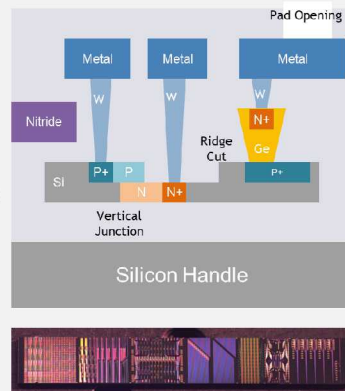 Pad Opening
Metal
Metal
Metal
W
W
W
Nitride
N+
Ridge
Cut
Ge
Si
P+
P
P+
N
N+
Vertical
Junction
Silicon Handle